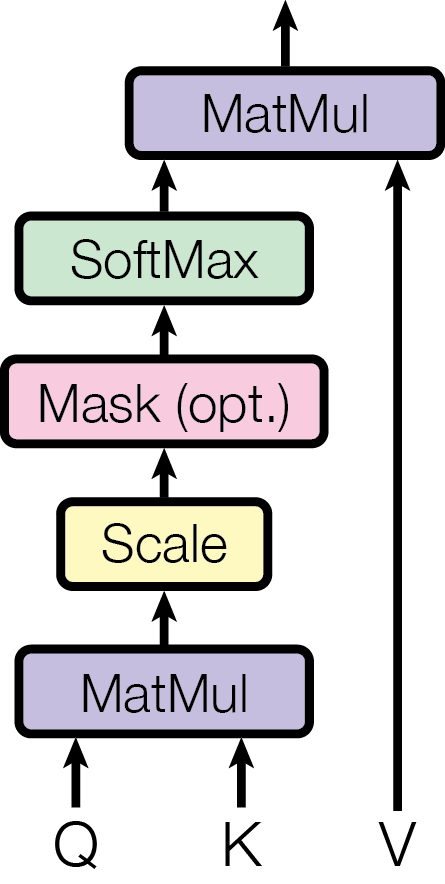 MatMul
SoftMax
Mask (opt.)
Scale
MatMul
Q K V